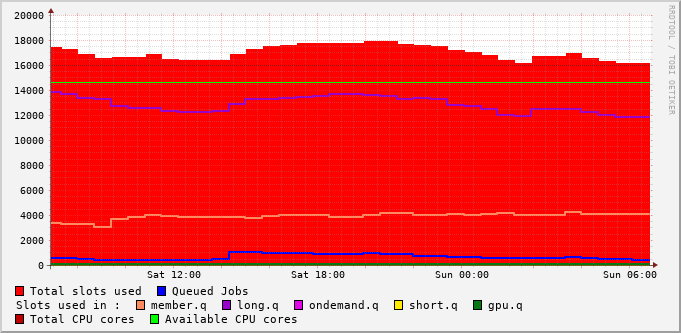 20000
18000
16000
14000
12000
10000
8000
6000
4000
2000
0
Sat 12:00 Sat 18:00 Sun 00:00 Sun 06:00
Total slots used Queued Jobs
Slots used in : member.q long.q ondemand.q short.q gpu.q
Total CPU cores Available CPU cores
RRDTOOL / TOBI OETIKER